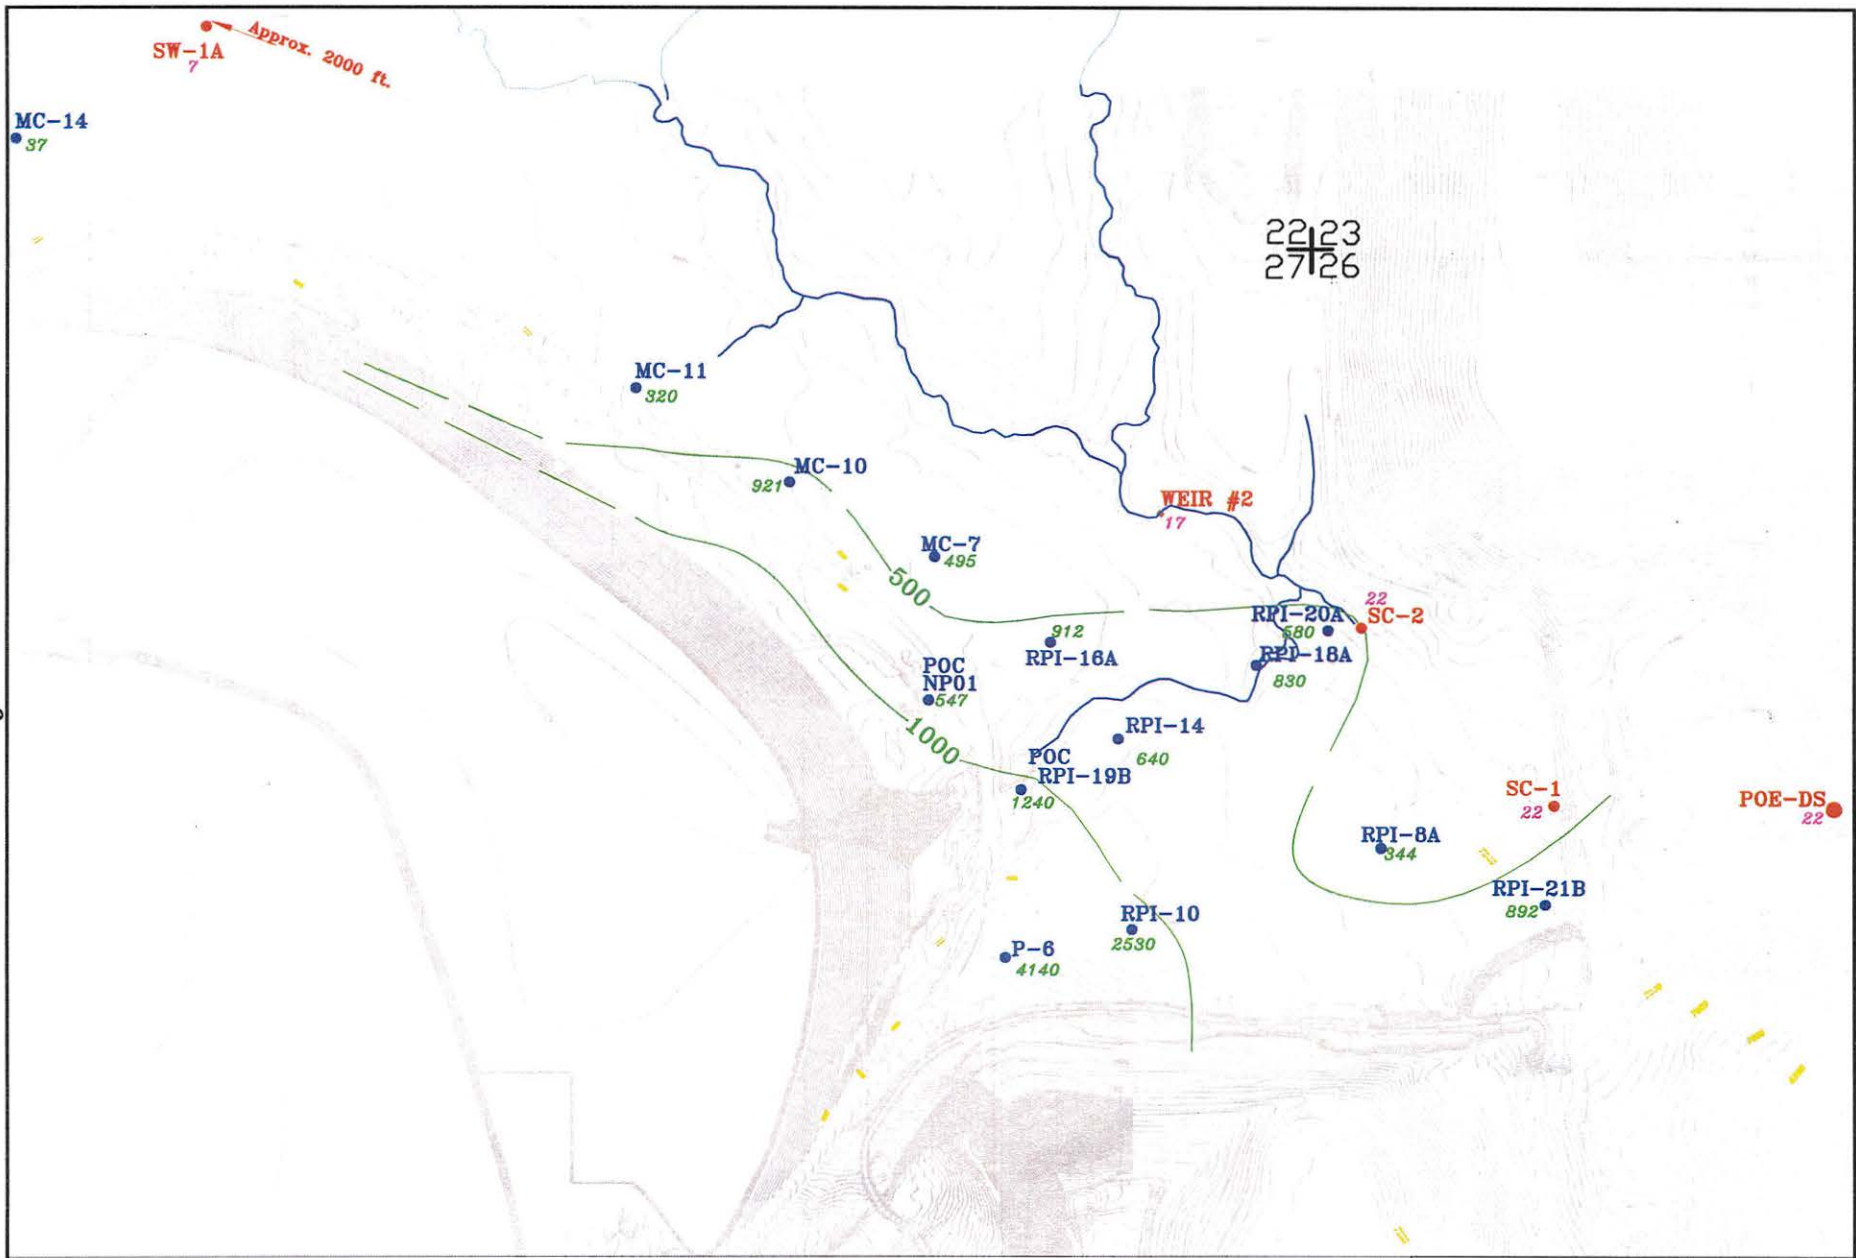 Approx. 2000 ft.
SW-1A
7
MC-14
37
22 23
27 26
MC-11
320
MC-10
921
WEIR #2
17
MC-7
495
500
22
SC-2
RPI-20A
580
912
RPI-16A
RPI-18A
830
POC
NP01
547
1000
RPI-14
640
POC
RPI-19B
1240
SC-1
22
POE-DS
22
RPI-8A
344
RPI-21B
892
RPI-10
2530
P-6
4140